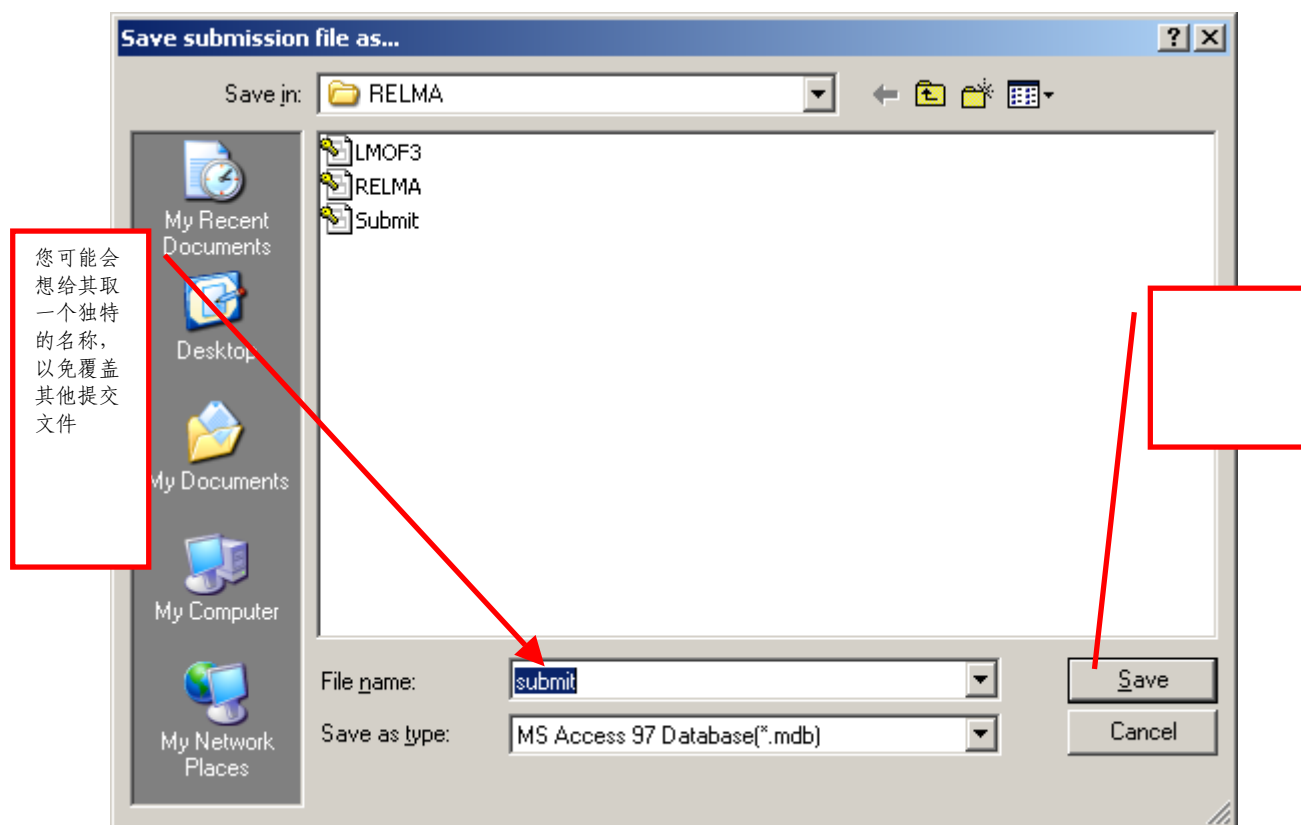 Save submission file as...
Save in:
RELMA
LMOF3
RELMA
Submit
My Recent
Documents
Desktop
My Documents
My Computer
My Network
Places
您可能会
想给其取
一个独特
的名称,
以免覆盖
其他提交
文件
File name:
submit
Save
Save as type:
MS Access 97 Database(*.mdb)
Cancel